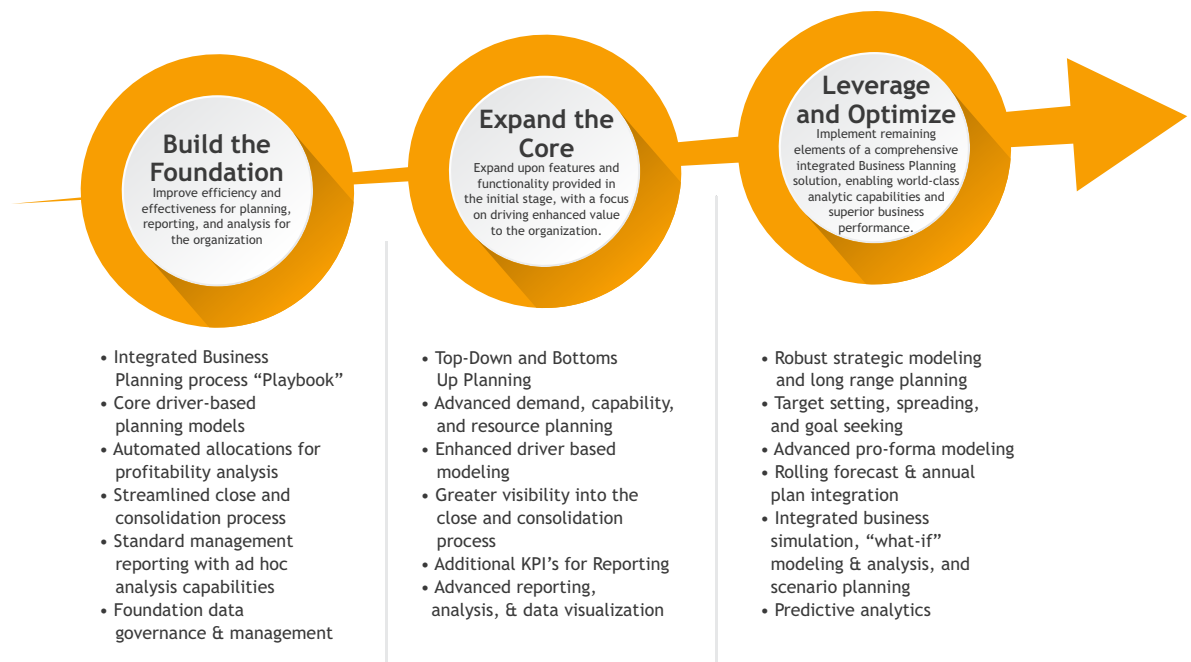 Build the
Foundation
Improve efficiency and
effectiveness for planning,
reporting, and analysis for
the organization
Expand the
Core
Expand upon features and
functionality provided in
the initial stage, with a focus
on driving enhanced value
to the organization.
Leverage
and Optimize
Implement remaining
elements of a comprehensive
integrated Business Planning
solution, enabling world-class
analytic capabilities and
superior business
performance.
• Integrated Business
Planning process “Playbook”
• Core driver-based
planning models
• Automated allocations for
profitability analysis
• Streamlined close and
consolidation process
• Standard management
reporting with ad hoc
analysis capabilities
• Foundation data
governance & management
• Top-Down and Bottoms
Up Planning
• Advanced demand, capability,
and resource planning
• Enhanced driver based
modeling
• Greater visibility into the
close and consolidation
process
• Additional KPI’s for Reporting
• Advanced reporting,
analysis, & data visualization
• Robust strategic modeling
and long range planning
• Target setting, spreading,
and goal seeking
• Advanced pro-forma modeling
• Rolling forecast & annual
plan integration
• Integrated business
simulation, “what-if”
modeling & analysis, and
scenario planning
• Predictive analytics